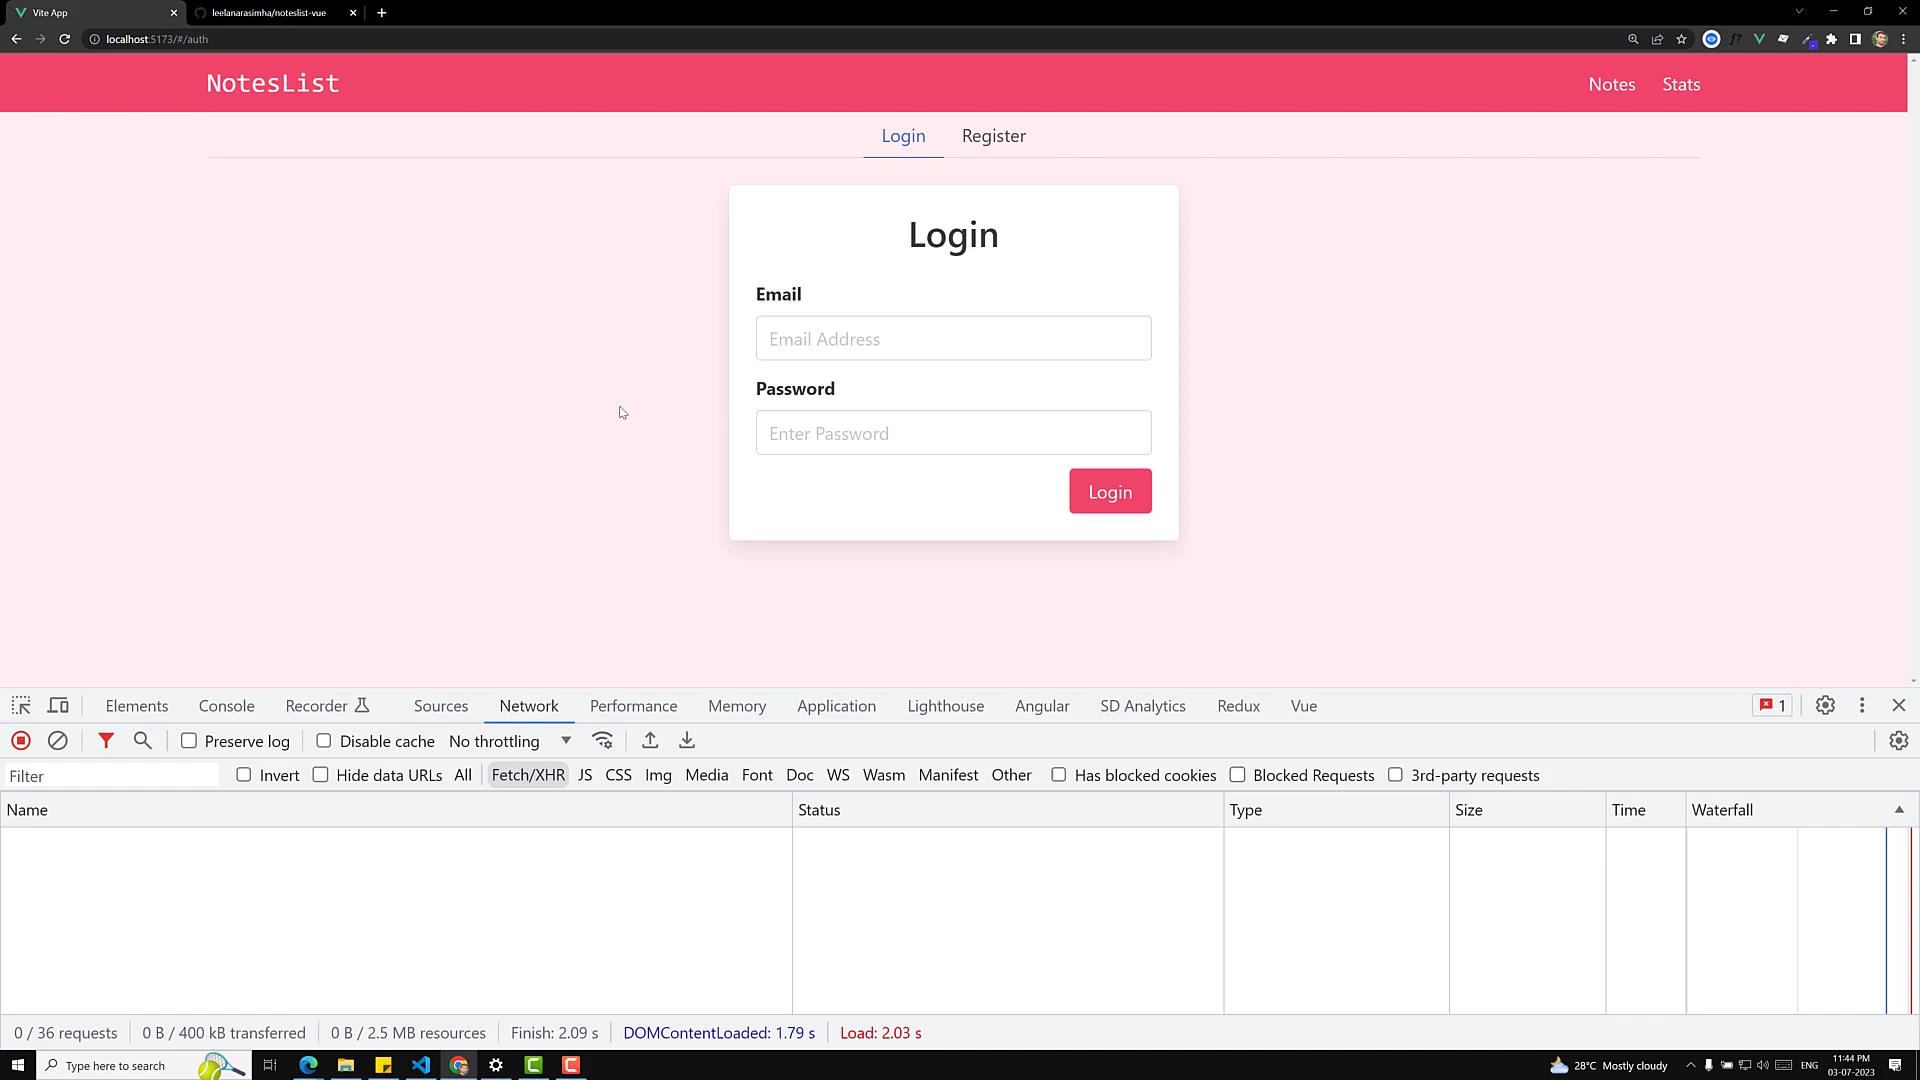 Vite App
leelanarasimha/noteslist-vue
localhost:5173/#/auth
NotesList
Notes
Stats
Login
Register
Login
Email
Email Address
Password
Enter Password
Login
Elements
Console
Recorder
Sources
Network
Performance
Memory
Application
Lighthouse
Angular
SD Analytics
Redux
Vue
1
Preserve log
Disable cache
No throttling
Filter
Invert
Hide data URLs
All
Fetch/XHR
JS
CSS
Img
Media
Font
Doc
WS
Wasm
Manifest
Other
Has blocked cookies
Blocked Requests
3rd-party requests
Name
Status
Type
Size
Time
Waterfall
0 / 36 requests
0 B / 400 kB transferred
0 B / 2.5 MB resources
Finish: 2.09 s
DOMContentLoaded: 1.79 s
Load: 2.03 s
Type here to search
28°C Mostly cloudy
ENG
11:44 PM
03-07-2023